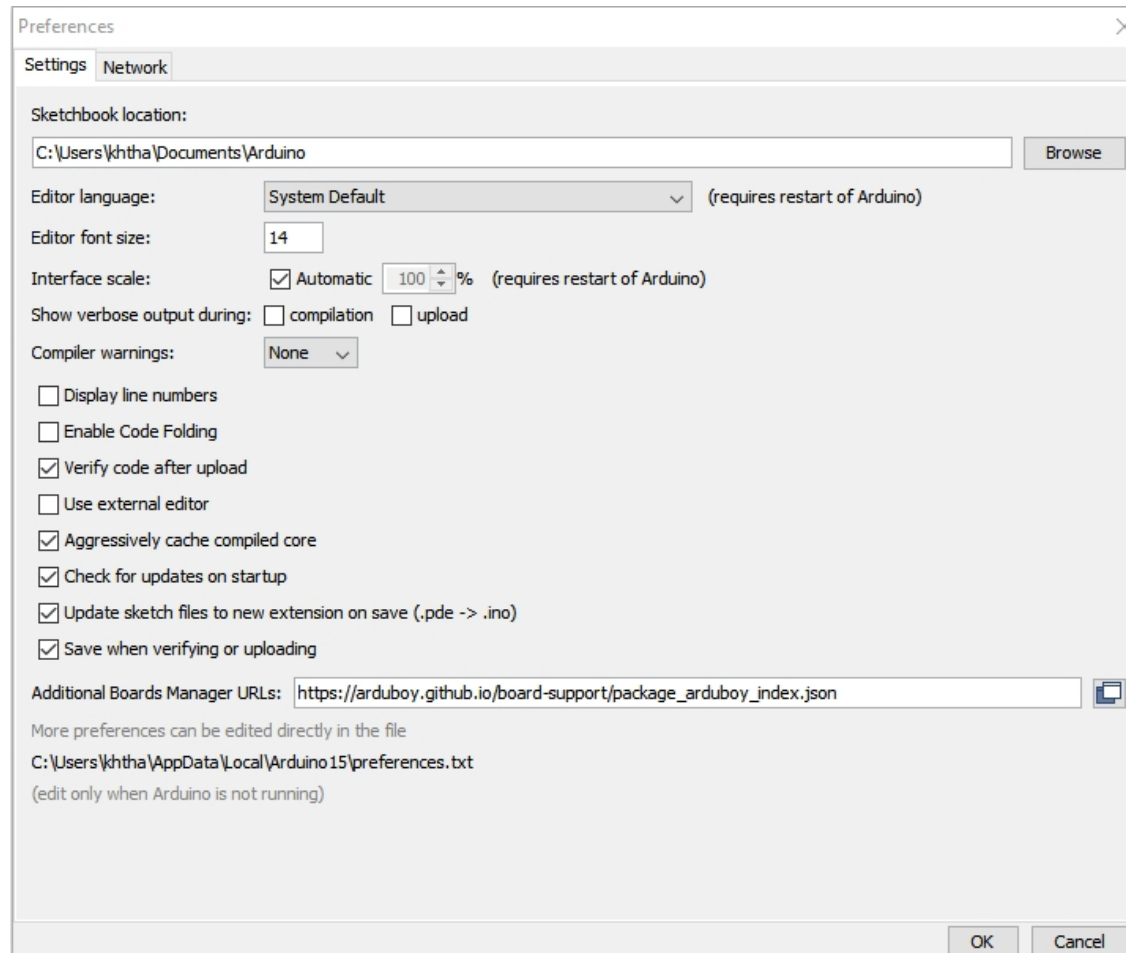 Preferences
Settings Network
Sketchbook location:
C:\Users\khtha\Documents\Arduino Browse
Editor language: System Default (requires restart of Arduino)
Editor font size: 14
Interface scale: Automatic 100 % (requires restart of Arduino)
Show verbose output during: compilation upload
Compiler warnings: None
Display line numbers
Enable Code Folding
Verify code after upload
Use external editor
Aggressively cache compiled core
Check for updates on startup
Update sketch files to new extension on save (.pde -> .ino)
Save when verifying or uploading
Additional Boards Manager URLs: https://arduboy.github.io/board-support/package_arduboy_index.json
More preferences can be edited directly in the file
C:\Users\khtha\AppData\Local\Arduino15\preferences.txt
(edit only when Arduino is not running)
OK Cancel